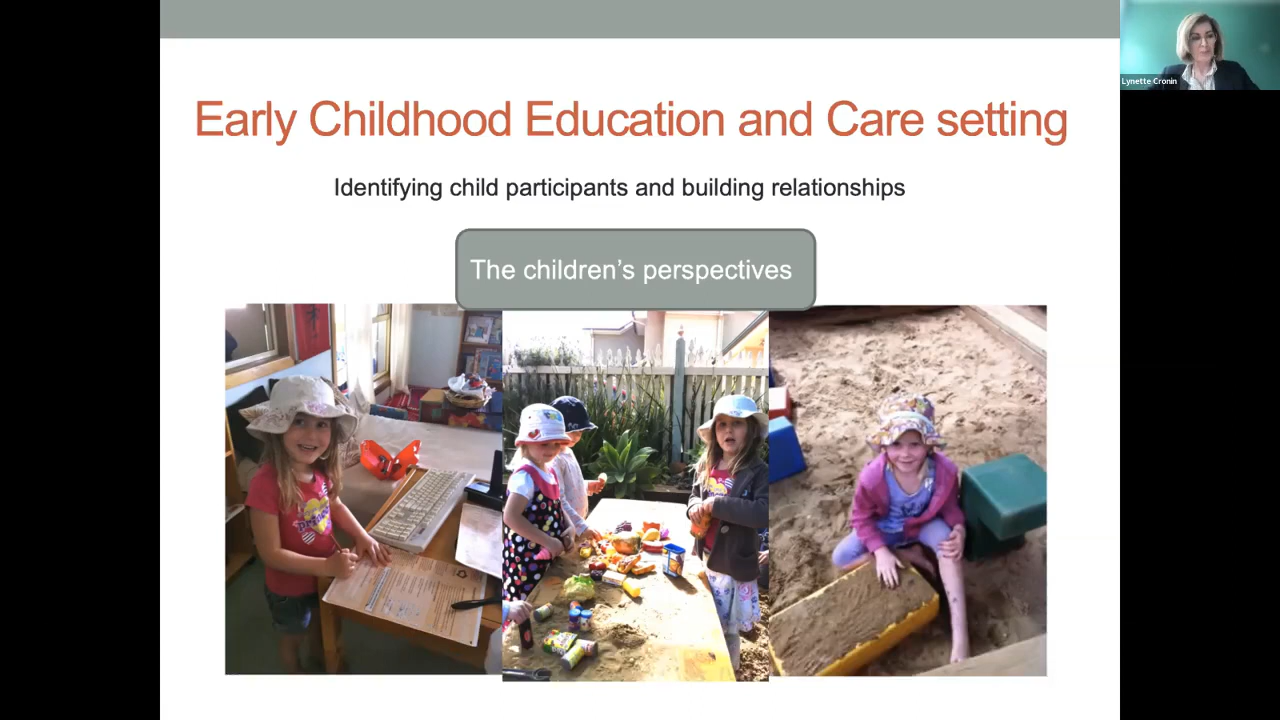 Early Childhood Education and Care setting
Identifying child participants and building relationships
The children's perspectives
Lynette Cronin